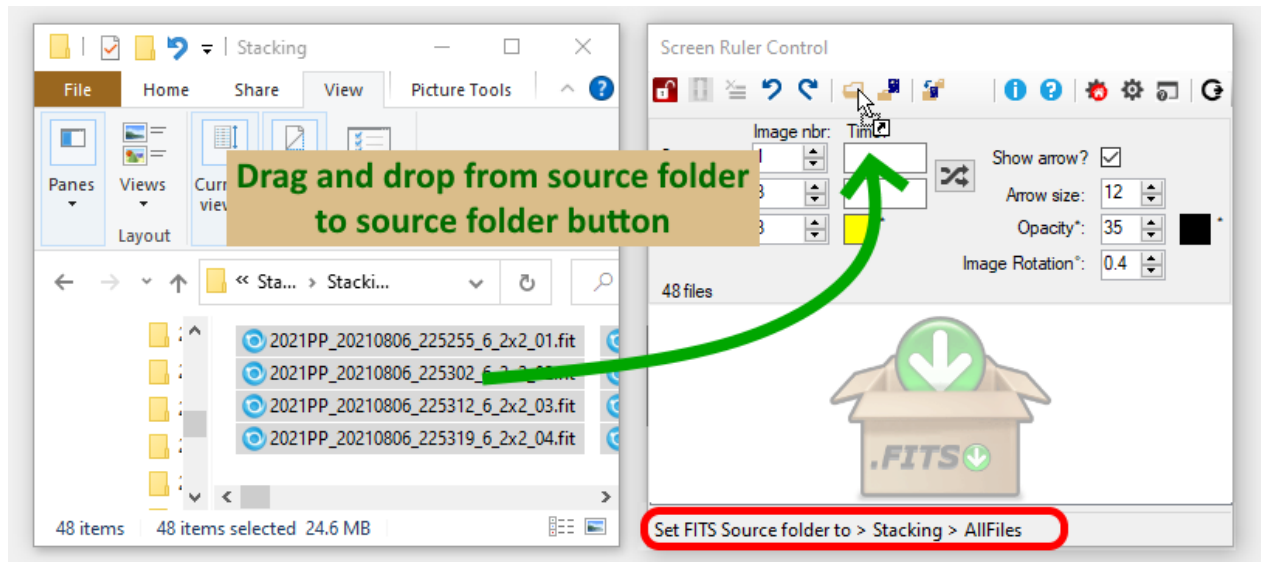 Stacking
File Home Share View Picture Tools
Panes
Views
Layout
Drag and drop from source folder
to source folder button
« Sta... › Stacki...
2021PP_20210806_225255_6_2x2_01.fit
2021PP_20210806_225302_6_2x2_02.fit
2021PP_20210806_225312_6_2x2_03.fit
2021PP_20210806_225319_6_2x2_04.fit
48 items 48 items selected 24.6 MB
Screen Ruler Control
Image nbr:
Show arrow?
Arrow size: 12
Opacity°: 35
Image Rotation°: 0.4
48 files
.FITS
Set FITS Source folder to > Stacking > AllFiles